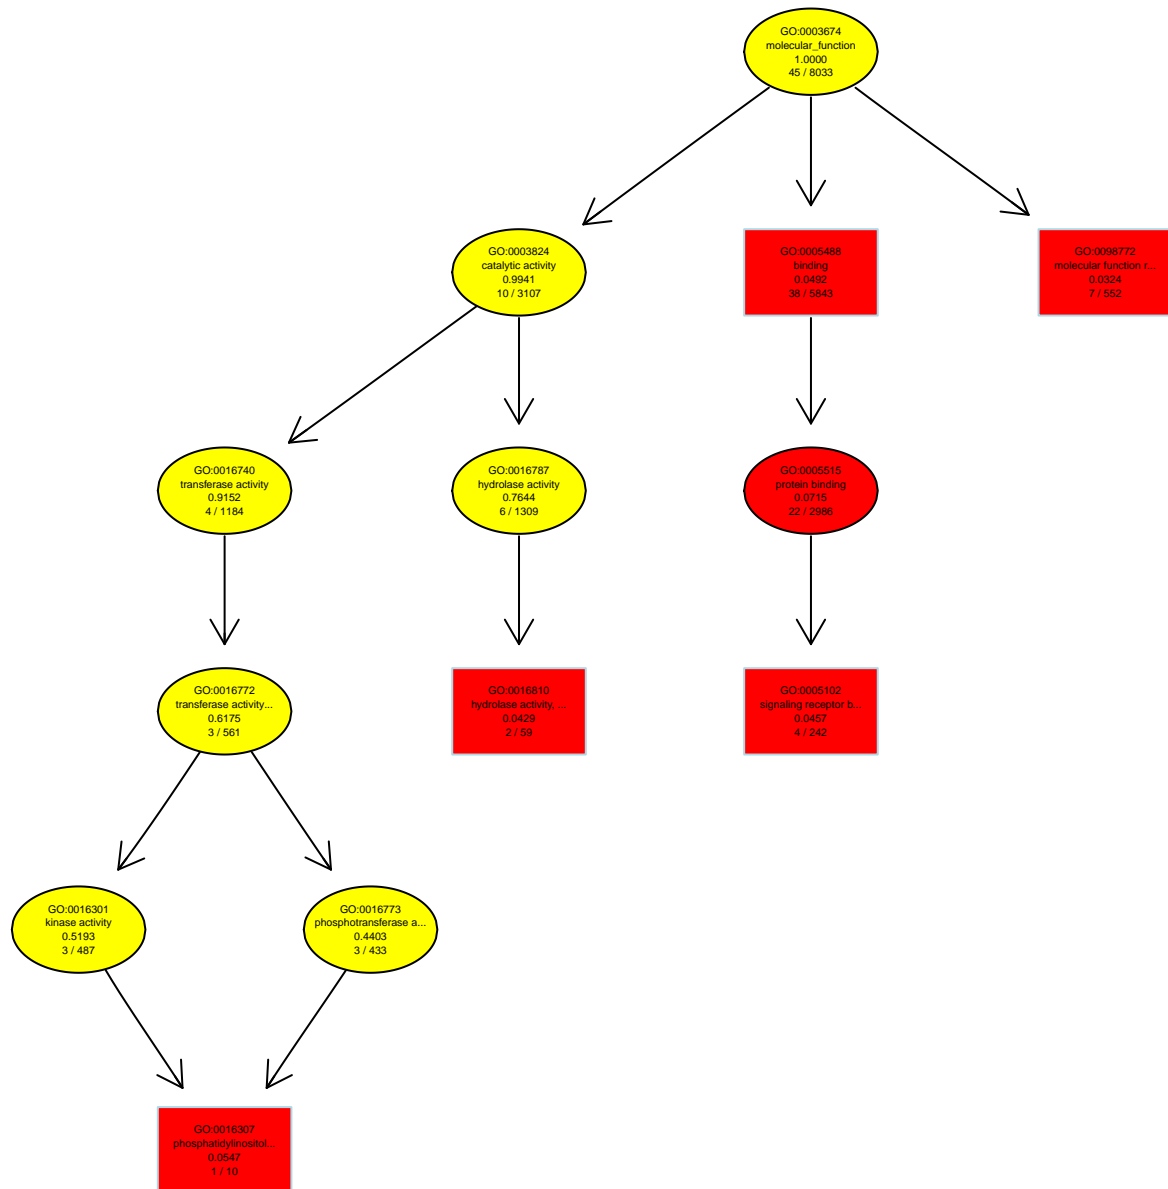 GO:0003674
molecular_function
1.0000
45 / 8033
GO:0003824
catalytic activity
0.9941
10 / 3107
GO:0005488
binding
0.0492
38 / 5843
GO:0098772
molecular function r...
0.0324
7 / 552
GO:0016740
transferase activity
0.9152
4 / 1184
GO:0016787
hydrolase activity
0.7644
6 / 1309
GO:0005515
protein binding
0.0715
22 / 2986
GO:0016772
transferase activity...
0.6175
3 / 561
GO:0016810
hydrolase activity, ...
0.0429
2 / 59
GO:0005102
signaling receptor b...
0.0457
4 / 242
GO:0016301
kinase activity
0.5193
3 / 487
GO:0016773
phosphotransferase a...
0.4403
3 / 433
GO:0016307
phosphatidylinositol...
0.0547
1 / 10